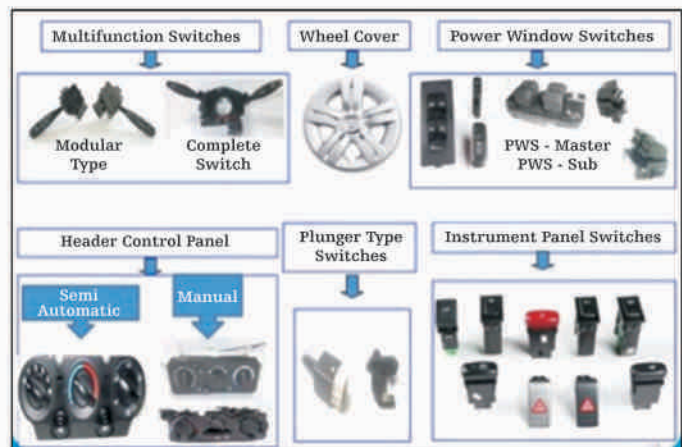 Multifunction Switches
Wheel Cover
Power Window Switches
Modular
Type
Complete
Switch
PWS - Master
PWS - Sub
Header Control Panel
Plunger Type
Switches
Instrument Panel Switches
Semi
Automatic
Manual